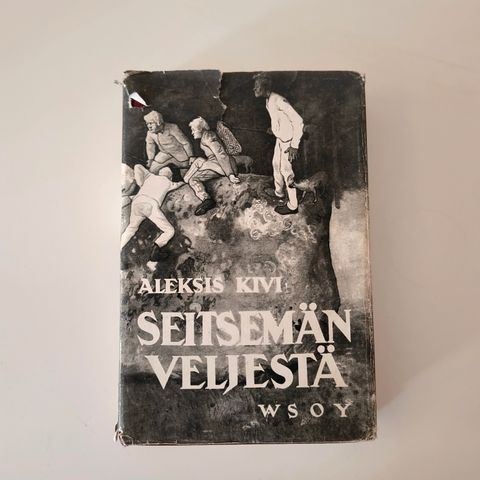 ALEKSIS KIVI
SEITSEMÄN
VELJESTÄ
WSOY